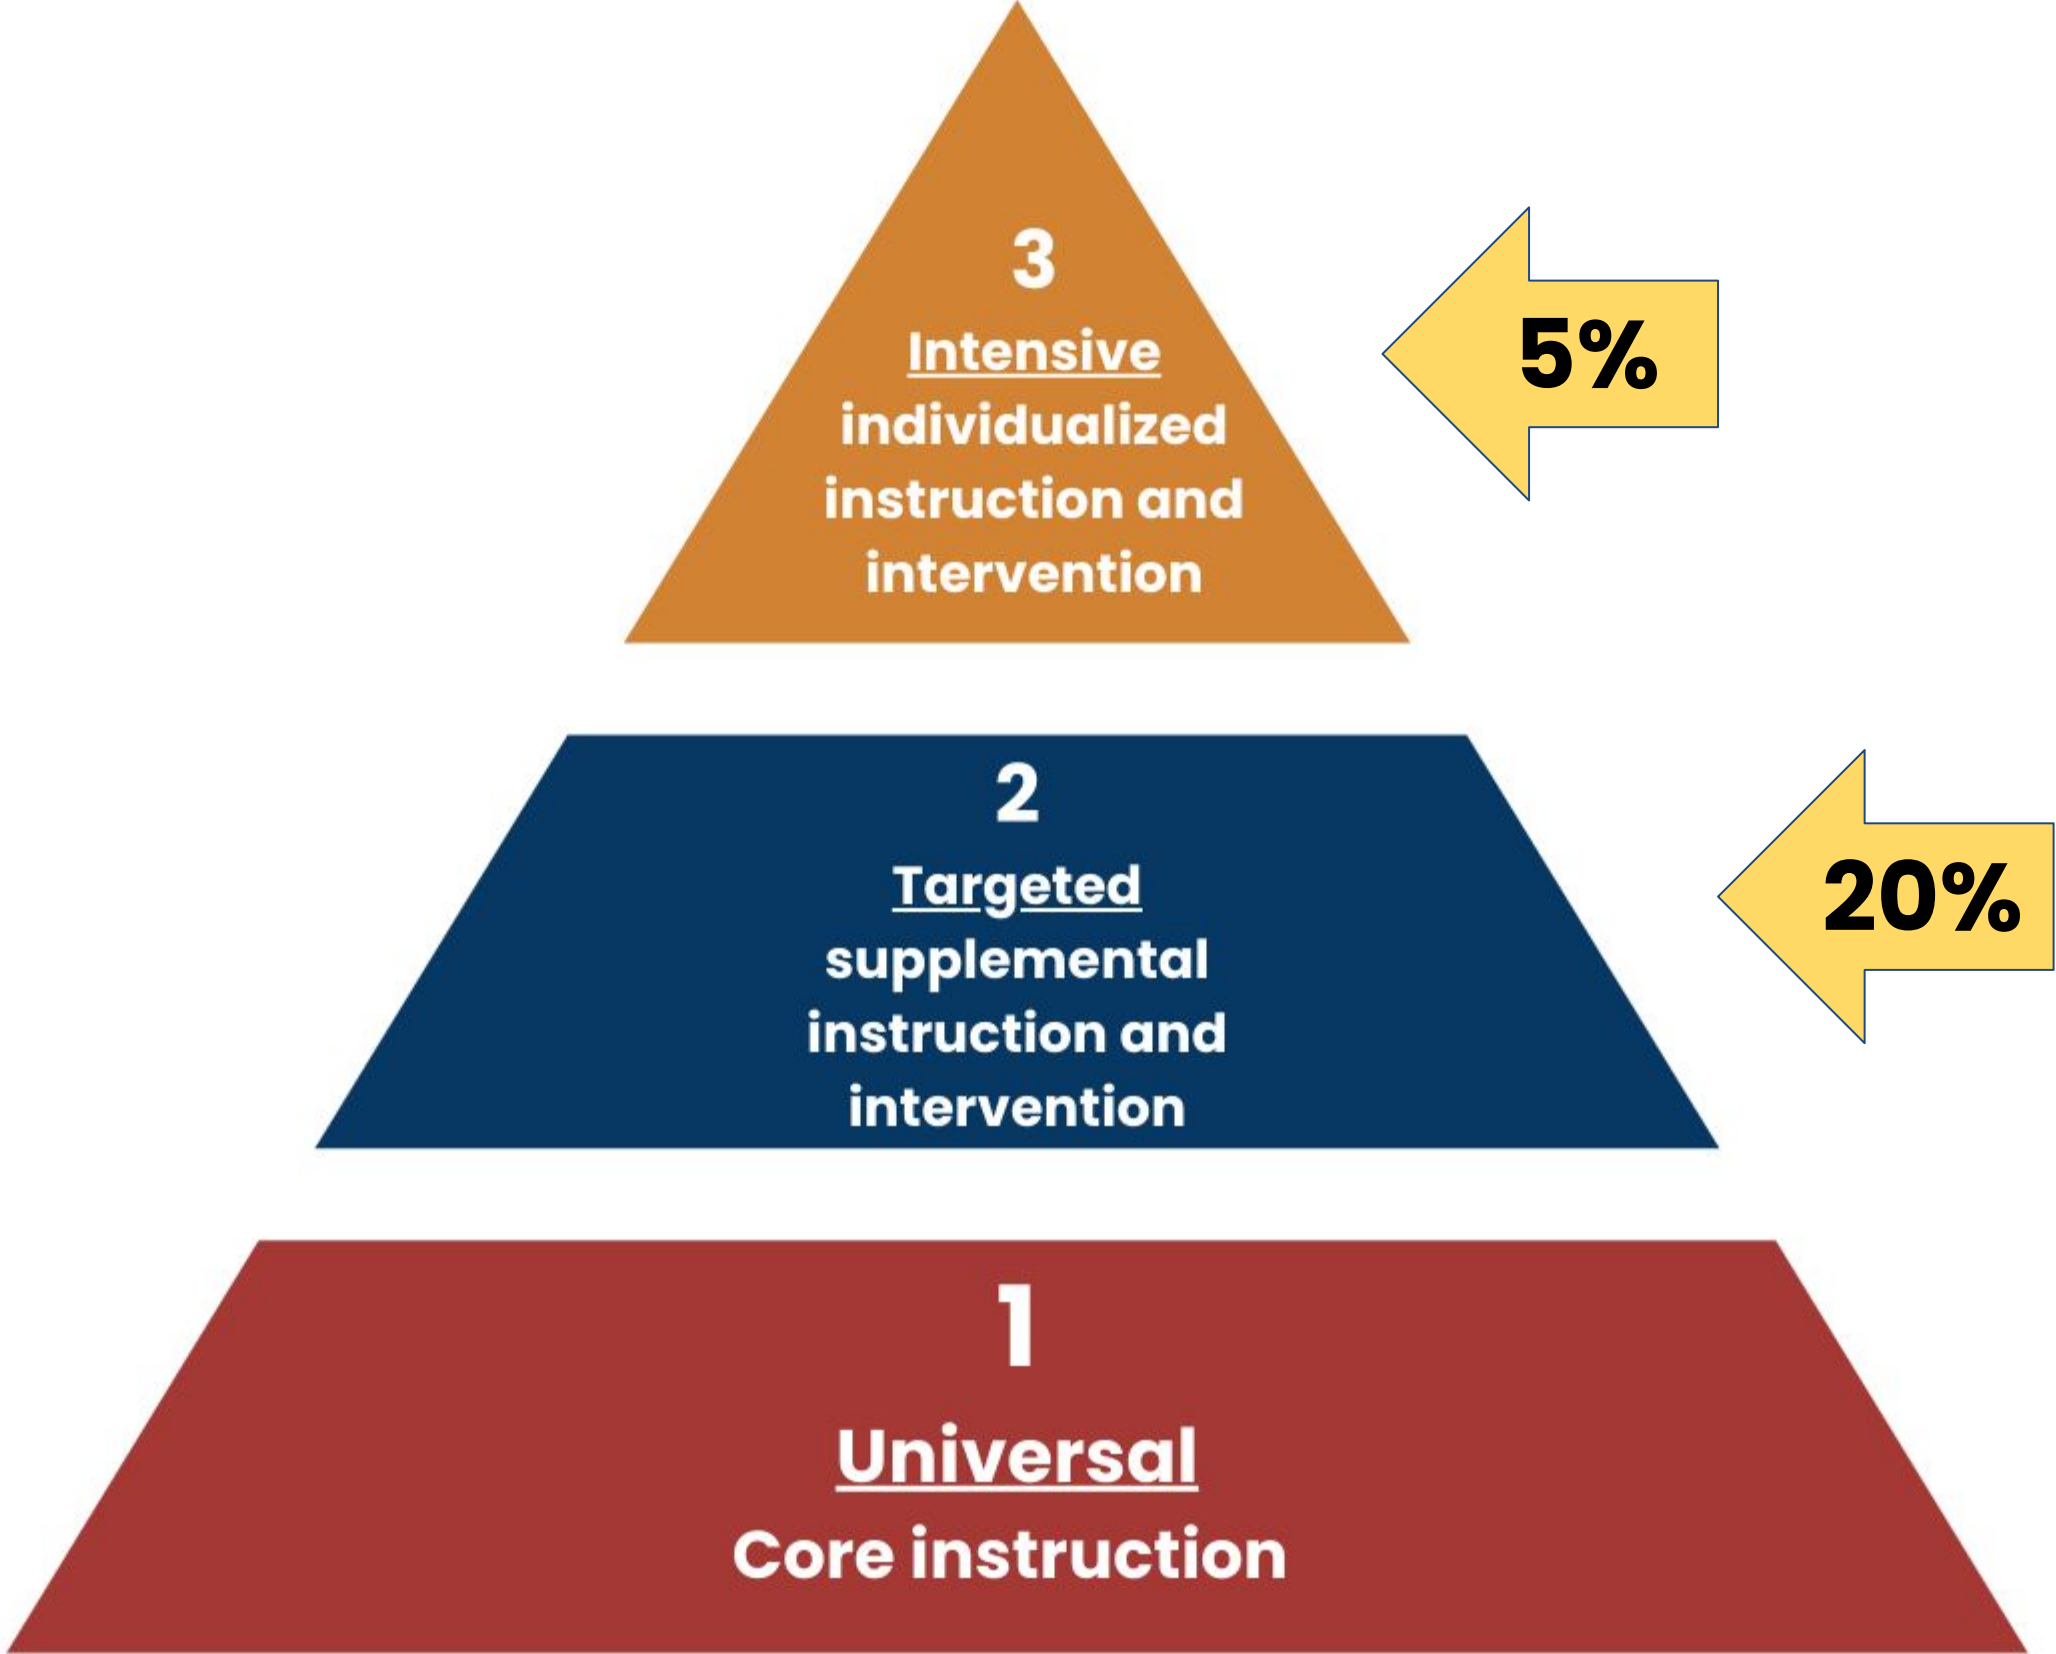 3
Intensive
individualized
instruction and
intervention
5%
2
Targeted
supplemental
instruction and
intervention
20%
1
Universal
Core instruction